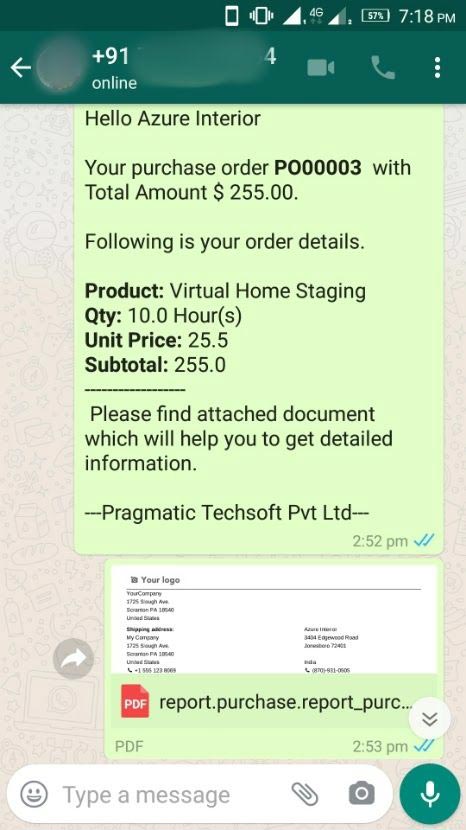 4G 57% 7:18 PM
+91 4
online
Hello Azure Interior
Your purchase order PO00003 with
Total Amount $ 255.00.
Following is your order details.
Product: Virtual Home Staging
Qty: 10.0 Hour(s)
Unit Price: 25.5
Subtotal: 255.0
------------------
Please find attached document
which will help you to get detailed
information.
---Pragmatic Techsoft Pvt Ltd---
2:52 pm
Your logo
YourCompany
1725 Slough Ave.
Scranton PA 18540
United States
Shipping address:
My Company
1725 Slough Ave.
Scranton PA 18540
United States
+1 555 123 8069
Azure Interior
3404 Edgewood Road
Jonesboro 72401
India
(870)-931-0505
PDF report.purchase.report_purc...
PDF 2:53 pm
Type a message